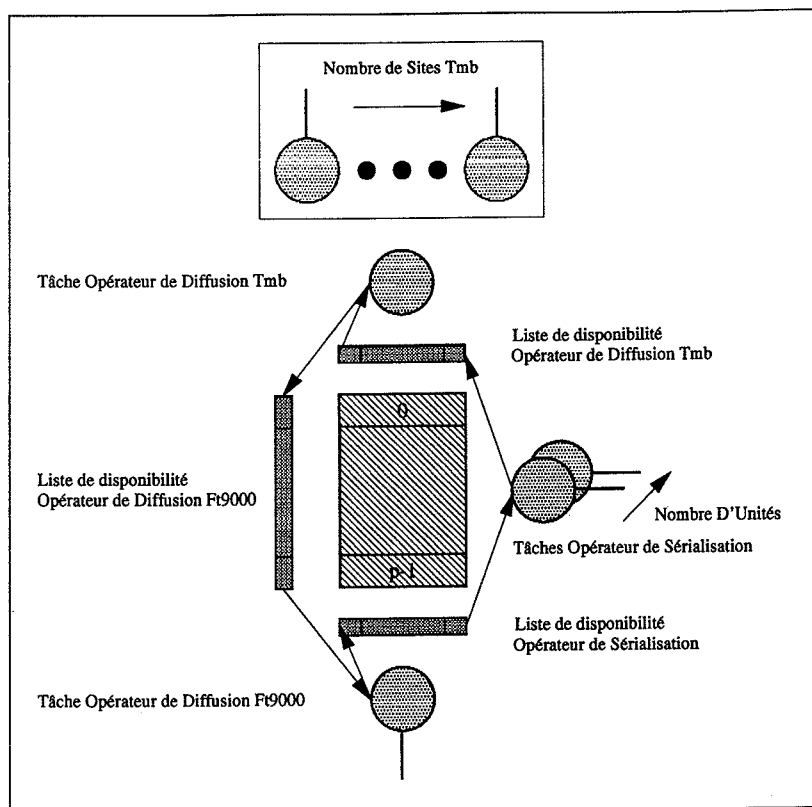 Nombre de Sites Tmb
Tâche Opérateur de Diffusion Tmb
Liste de disponibilité
Opérateur de Diffusion Tmb
0
Liste de disponibilité
Opérateur de Diffusion Ft9000
Nombre D'Unités
Tâches Opérateur de Sérialisation
p-1
Liste de disponibilité
Opérateur de Sérialisation
Tâche Opérateur de Diffusion Ft9000